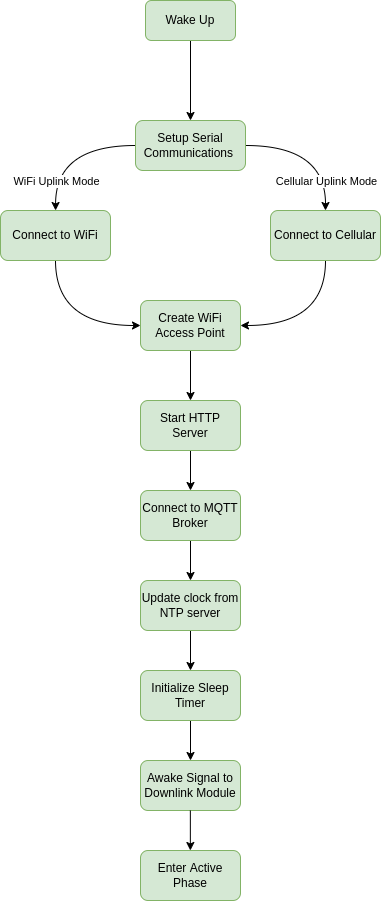 Wake Up
Setup Serial
Communications
WiFi Uplink Mode
Cellular Uplink Mode
Connect to WiFi
Connect to Cellular
Create WiFi
Access Point
Start HTTP
Server
Connect to MQTT
Broker
Update clock from
NTP server
Initialize Sleep
Timer
Awake Signal to
Downlink Module
Enter Active
Phase